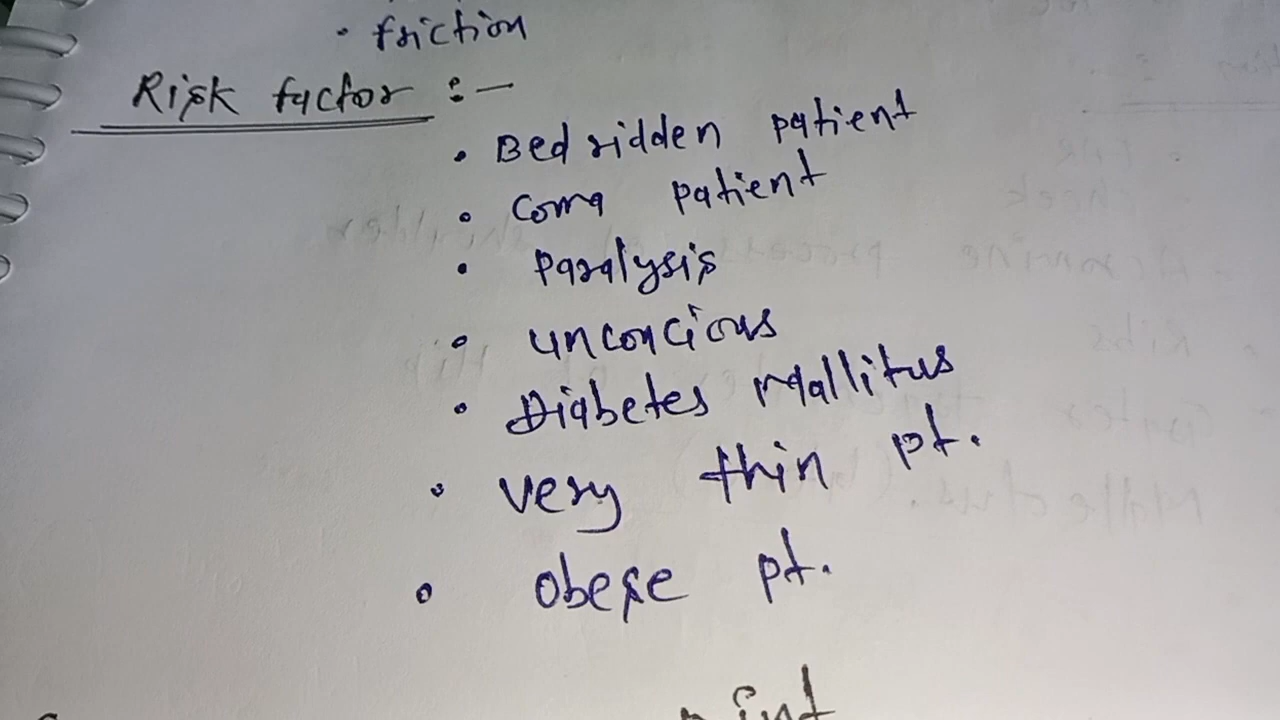 • friction
Risk factor :-
• Bed ridden patient
• Coma patient
• Paralysis
• unconcious
• Diabetes Mallitus
• very thin pt.
• obese pt.